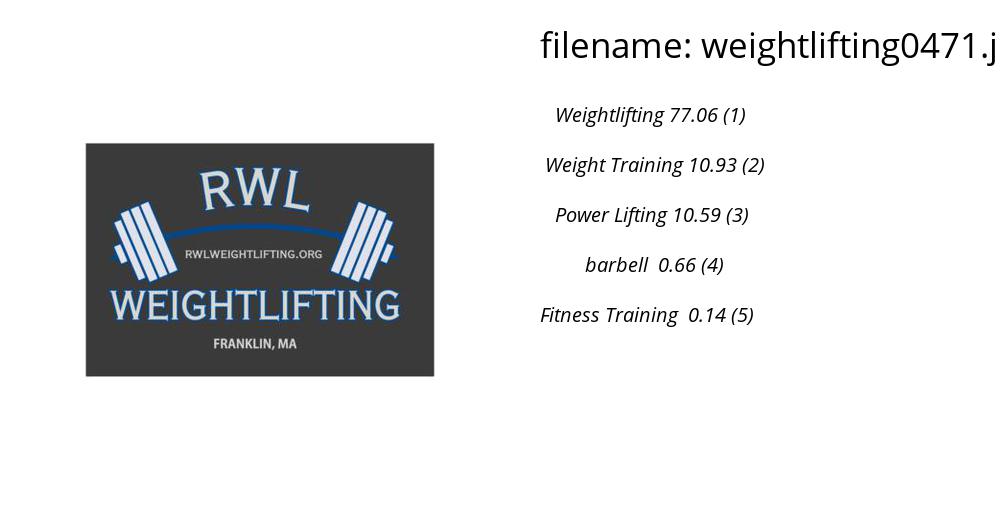 filename: weightlifting0471.j
Weightlifting 77.06 (1)
Weight Training 10.93 (2)
Power Lifting 10.59 (3)
barbell 0.66 (4)
Fitness Training 0.14 (5)
RWL
RWLWEIGHTLIFTING.ORG
WEIGHTLIFTING
FRANKLIN, MA